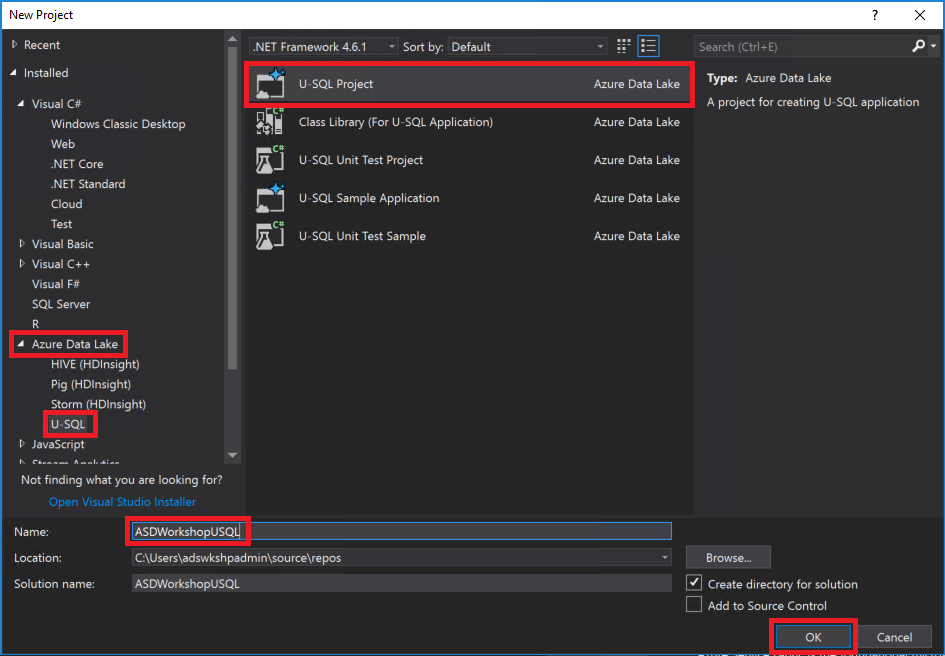 New Project
?
Recent
Installed
Visual C#
Windows Classic Desktop
Web
.NET Core
.NET Standard
Cloud
Test
Visual Basic
Visual C++
Visual F#
SQL Server
R
Azure Data Lake
HIVE (HDInsight)
Pig (HDInsight)
Storm (HDInsight)
U-SQL
JavaScript
Stream Analytics
Not finding what you are looking for?
Open Visual Studio Installer
.NET Framework 4.6.1 Sort by: Default
U-SQL Project Azure Data Lake
C# Class Library (For U-SQL Application) Azure Data Lake
C# U-SQL Unit Test Project Azure Data Lake
U-SQL Sample Application Azure Data Lake
C# U-SQL Unit Test Sample Azure Data Lake
Search (Ctrl+E)
Type: Azure Data Lake
A project for creating U-SQL application
Name: ASDWorkshopUSQL
Location: C:\Users\adswkshpadmin\source\repos Browse...
Solution name: ASDWorkshopUSQL
Create directory for solution
Add to Source Control
OK Cancel